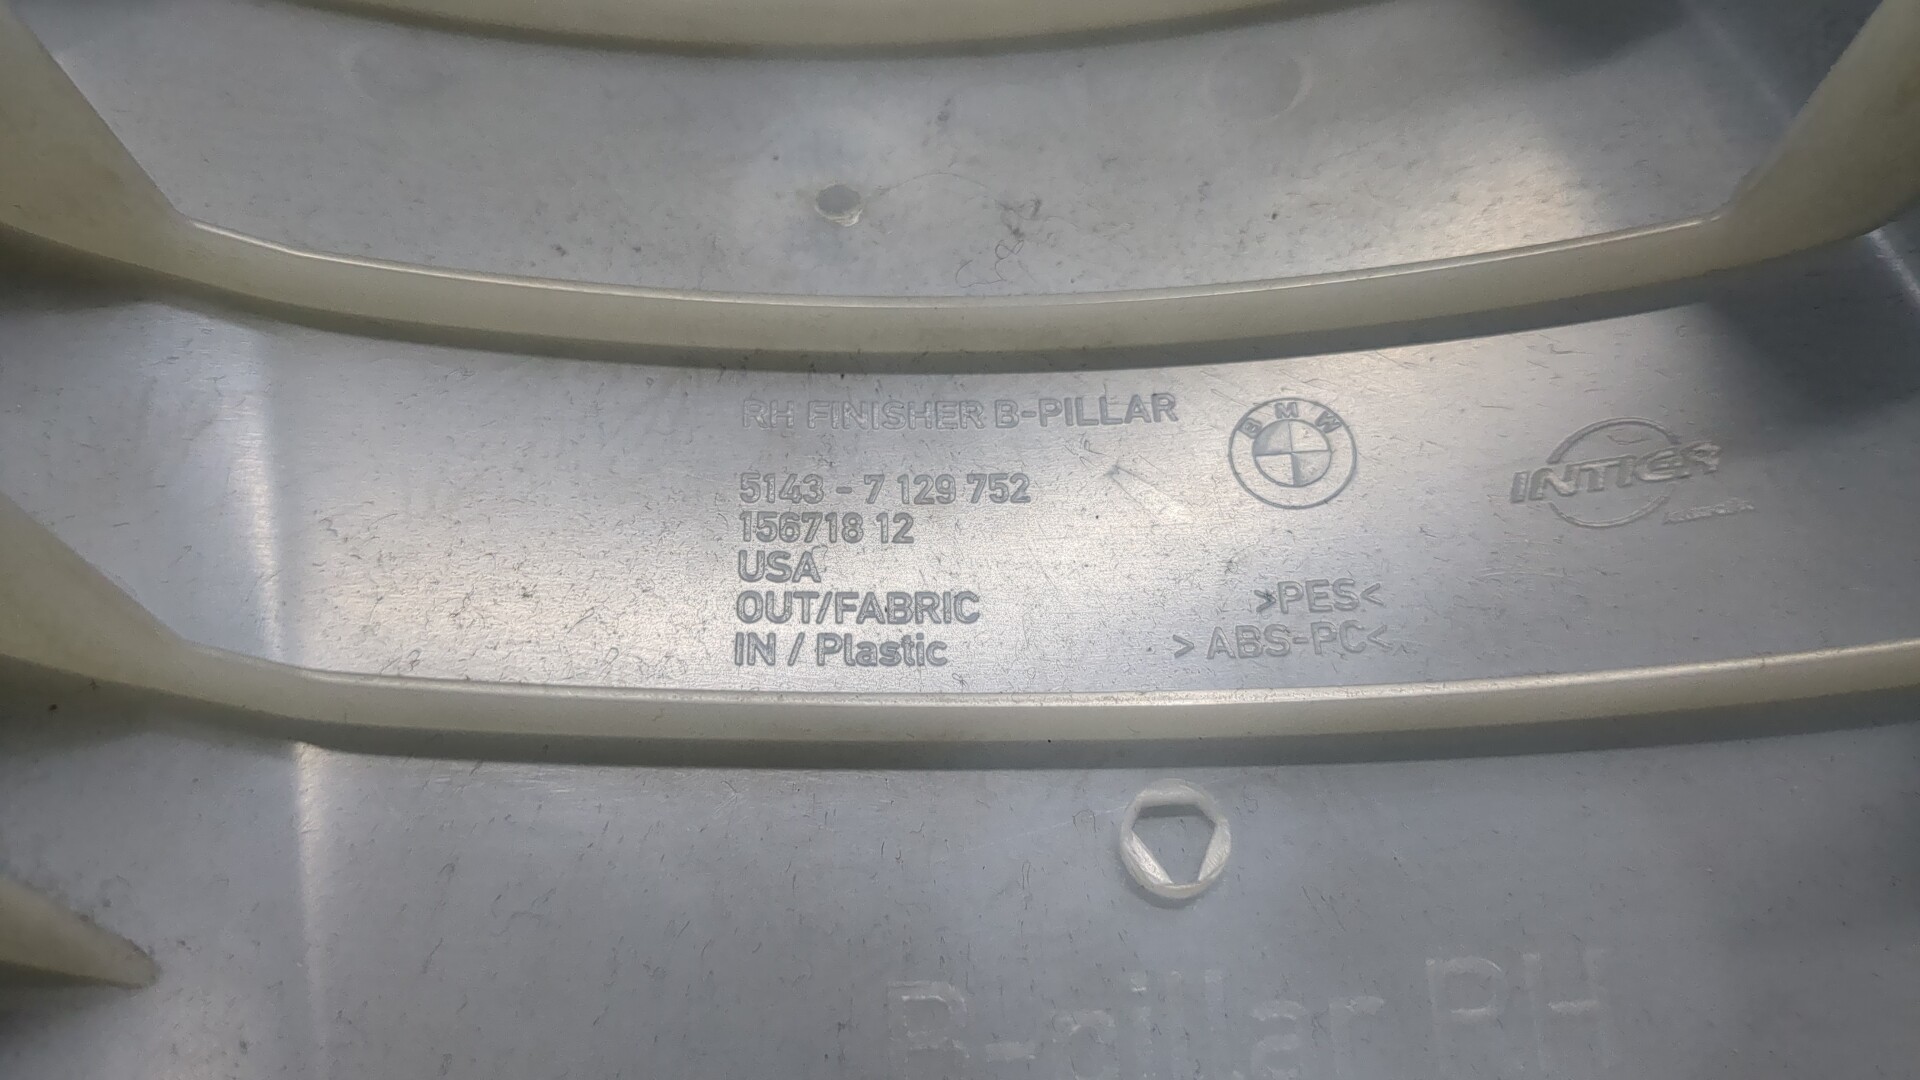 RH FINISHER B-PILLAR
BMW
INTIER
5143 - 7 129 752
156718 12
USA
OUT/FABRIC >PES<
IN / Plastic >ABS-PC<
B-pillar RH